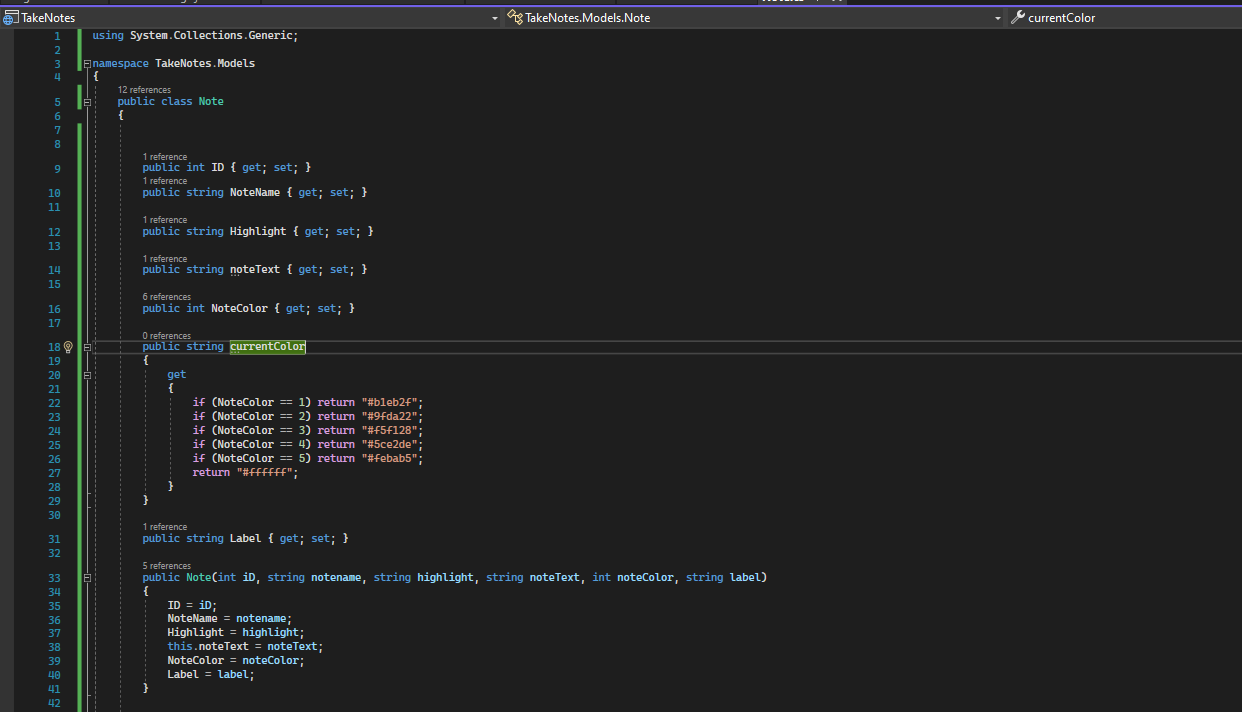 TakeNotes TakeNotes.Models.Note currentColor
1 using System.Collections.Generic;
2
3 namespace TakeNotes.Models
4 {
12 references
5 public class Note
6 {
7
8
1 reference
9 public int ID { get; set; }
1 reference
10 public string NoteName { get; set; }
11
1 reference
12 public string Highlight { get; set; }
13
1 reference
14 public string noteText { get; set; }
15
6 references
16 public int NoteColor { get; set; }
17
0 references
18 public string currentColor
19 {
20 get
21 {
22 if (NoteColor == 1) return "#b1eb2f";
23 if (NoteColor == 2) return "#9fda22";
24 if (NoteColor == 3) return "#f5f128";
25 if (NoteColor == 4) return "#5ce2de";
26 if (NoteColor == 5) return "#febab5";
27 return "#ffffff";
28 }
29 }
30
1 reference
31 public string Label { get; set; }
32
5 references
33 public Note(int iD, string notename, string highlight, string noteText, int noteColor, string label)
34 {
35 ID = iD;
36 NoteName = notename;
37 Highlight = highlight;
38 this.noteText = noteText;
39 NoteColor = noteColor;
40 Label = label;
41 }
42